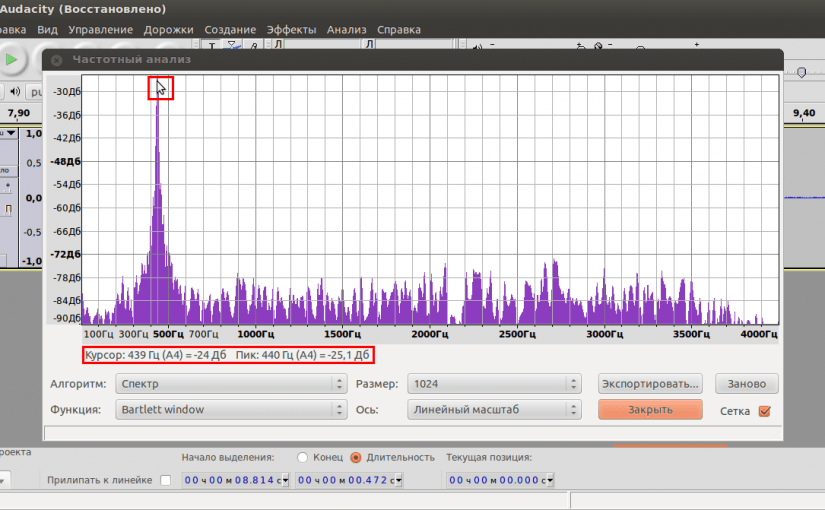 Audacity (Восстановлено)
равка Вид Управление Дорожки Создание Эффекты Анализ Справка
Частотный анализ
7,90
9,40
1,0
0,5
0,0
-0,5
-1,0
-30Дб
-36Дб
-42Дб
-48Дб
-54Дб
-60Дб
-66Дб
-72Дб
-78Дб
-84Дб
-90Дб
100Гц 300Гц 500Гц 700Гц 1000Гц 1500Гц 2000Гц 2500Гц 3000Гц 3500Гц 4000Гц
Курсор: 439 Гц (A4) = -24 Дб Пик: 440 Гц (A4) = -25,1 Дб
Алгоритм: Спектр Размер: 1024 Экспортировать... Заново
Функция: Bartlett window Ось: Линейный масштаб Закрыть Сетка
роекта
Начало выделения: Конец Длительность Текущая позиция:
Прилипать к линейке 00 ч 00 м 08.814 с 00 ч 00 м 00.472 с 00 ч 00 м 00.000 с